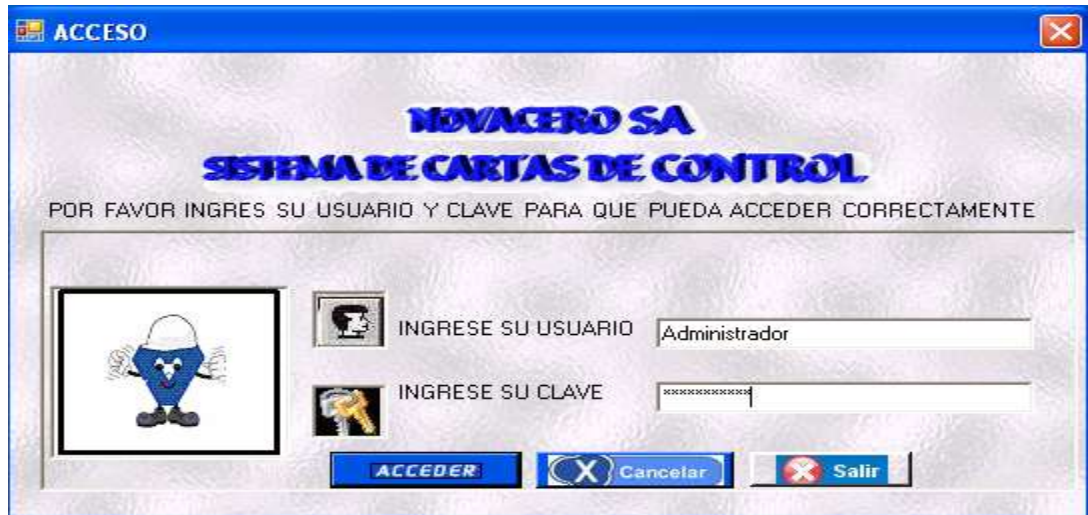 ACCESO
NOVACERO SA
SISTEMA DE CARTAS DE CONTROL
POR FAVOR INGRES SU USUARIO Y CLAVE PARA QUE PUEDA ACCEDER CORRECTAMENTE
INGRESE SU USUARIO Administrador
INGRESE SU CLAVE ***********
ACCEDER X Cancelar Salir